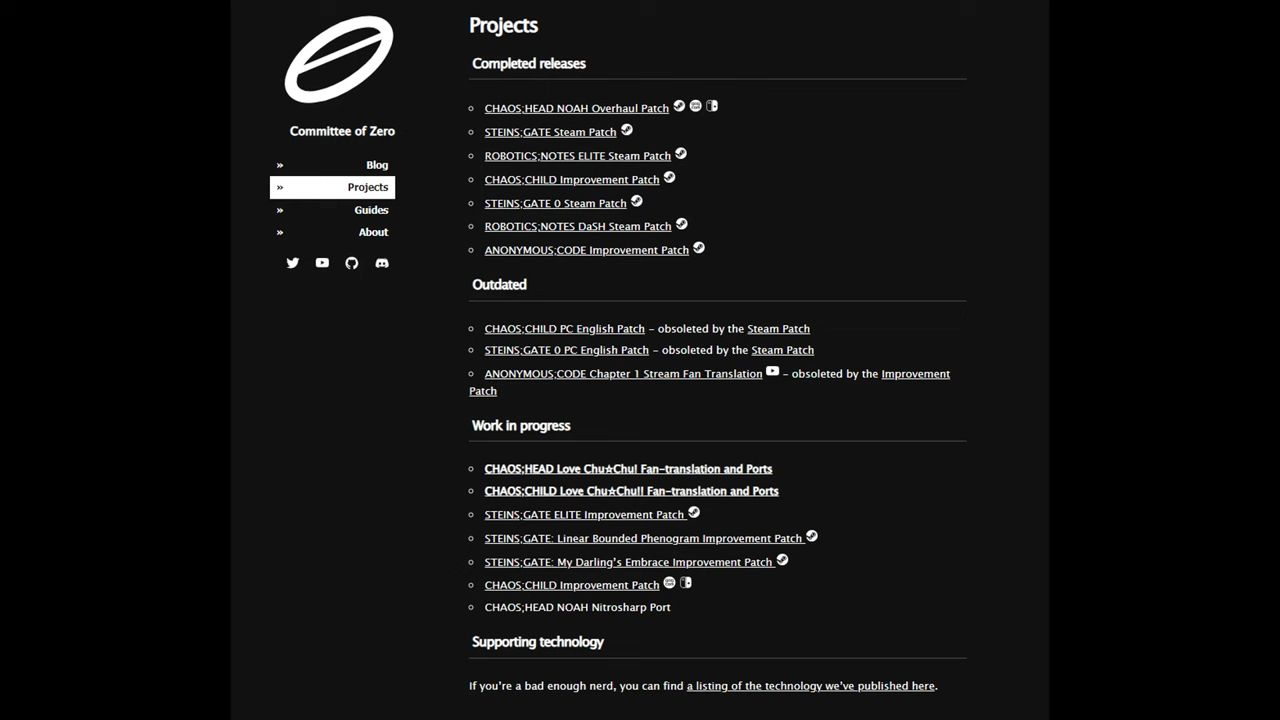 Projects
Completed releases
CHAOS;HEAD NOAH Overhaul Patch
STEINS;GATE Steam Patch
ROBOTICS;NOTES ELITE Steam Patch
CHAOS;CHILD Improvement Patch
STEINS;GATE 0 Steam Patch
ROBOTICS;NOTES DaSH Steam Patch
ANONYMOUS;CODE Improvement Patch
Outdated
CHAOS;CHILD PC English Patch – obsoleted by the Steam Patch
STEINS;GATE 0 PC English Patch – obsoleted by the Steam Patch
ANONYMOUS;CODE Chapter 1 Stream Fan Translation – obsoleted by the Improvement
Patch
Work in progress
CHAOS;HEAD Love Chu☆Chu! Fan-translation and Ports
CHAOS;CHILD Love Chu☆Chu!! Fan-translation and Ports
STEINS;GATE ELITE Improvement Patch
STEINS;GATE: Linear Bounded Phenogram Improvement Patch
STEINS;GATE: My Darling's Embrace Improvement Patch
CHAOS;CHILD Improvement Patch
CHAOS;HEAD NOAH Nitrosharp Port
Supporting technology
If you're a bad enough nerd, you can find a listing of the technology we've published here.
Committee of Zero
» Blog
» Projects
» Guides
» About